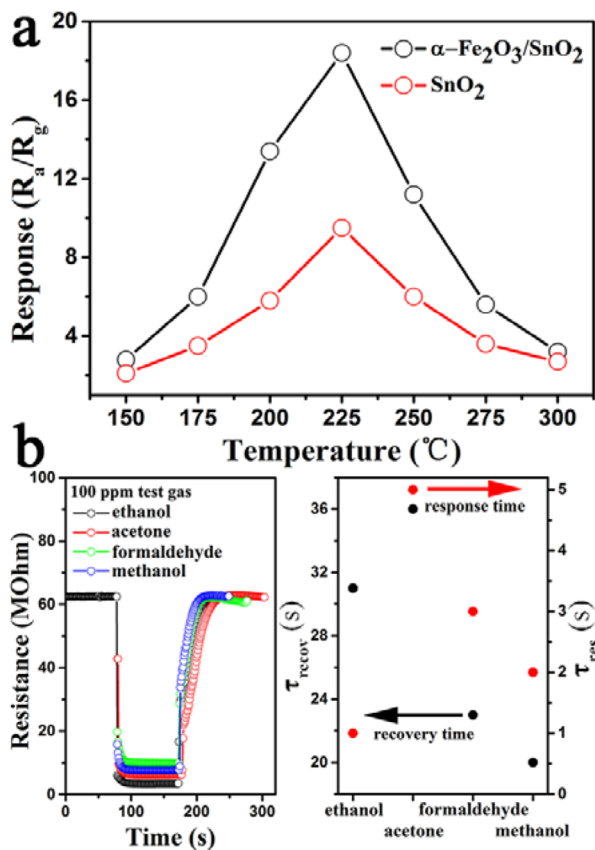 a
20
16
12
8
4
Response (Ra/Rg)
α−Fe2O3/SnO2
SnO2
150 175 200 225 250 275 300
Temperature (℃)
b
100
80
60
40
20
0
Resistance (MOhm)
100 ppm test gas
ethanol
acetone
formaldehyde
methanol
0 100 200 300
Time (s)
36
32
28
24
20
τrecov (s)
response time
recovery time
5
4
3
2
1
0
τres (s)
ethanol formaldehyde
acetone methanol